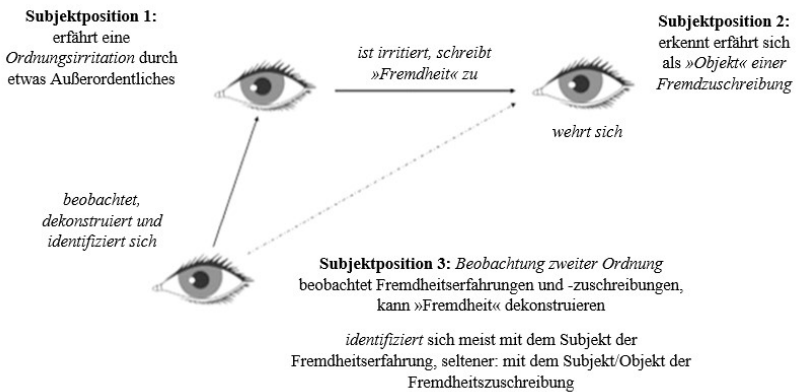 Subjektposition 1:
erfährt eine
Ordnungsirritation durch
etwas Außerordentliches
ist irritiert, schreibt
»Fremdheit« zu
Subjektposition 2:
erkennt erfährt sich
als »Objekt« einer
Fremdzuschreibung
wehrt sich
beobachtet,
dekonstruiert und
identifiziert sich
Subjektposition 3: Beobachtung zweiter Ordnung
beobachtet Fremdheitserfahrungen und -zuschreibungen,
kann »Fremdheit« dekonstruieren
identifiziert sich meist mit dem Subjekt der
Fremdheitserfahrung, seltener: mit dem Subjekt/Objekt der
Fremdheitszuschreibung